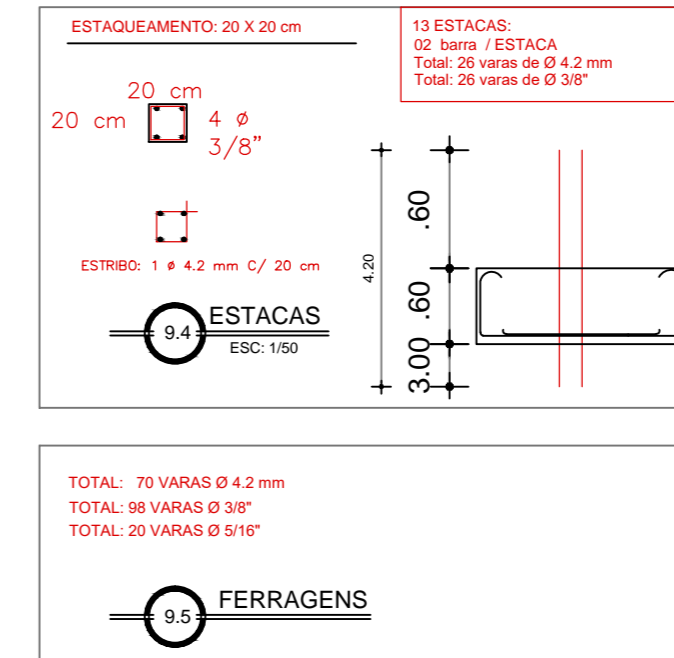 ESTAQUEAMENTO: 20 X 20 cm
13 ESTACAS:
02 barra / ESTACA
Total: 26 varas de Ø 4.2 mm
Total: 26 varas de Ø 3/8"
20 cm
20 cm
4 ø
3/8"
ESTRIBO: 1 ø 4.2 mm C/ 20 cm
9.4
ESTACAS
ESC: 1/50
4.20
.60
.60
3.00
TOTAL: 70 VARAS Ø 4.2 mm
TOTAL: 98 VARAS Ø 3/8"
TOTAL: 20 VARAS Ø 5/16"
9.5
FERRAGENS